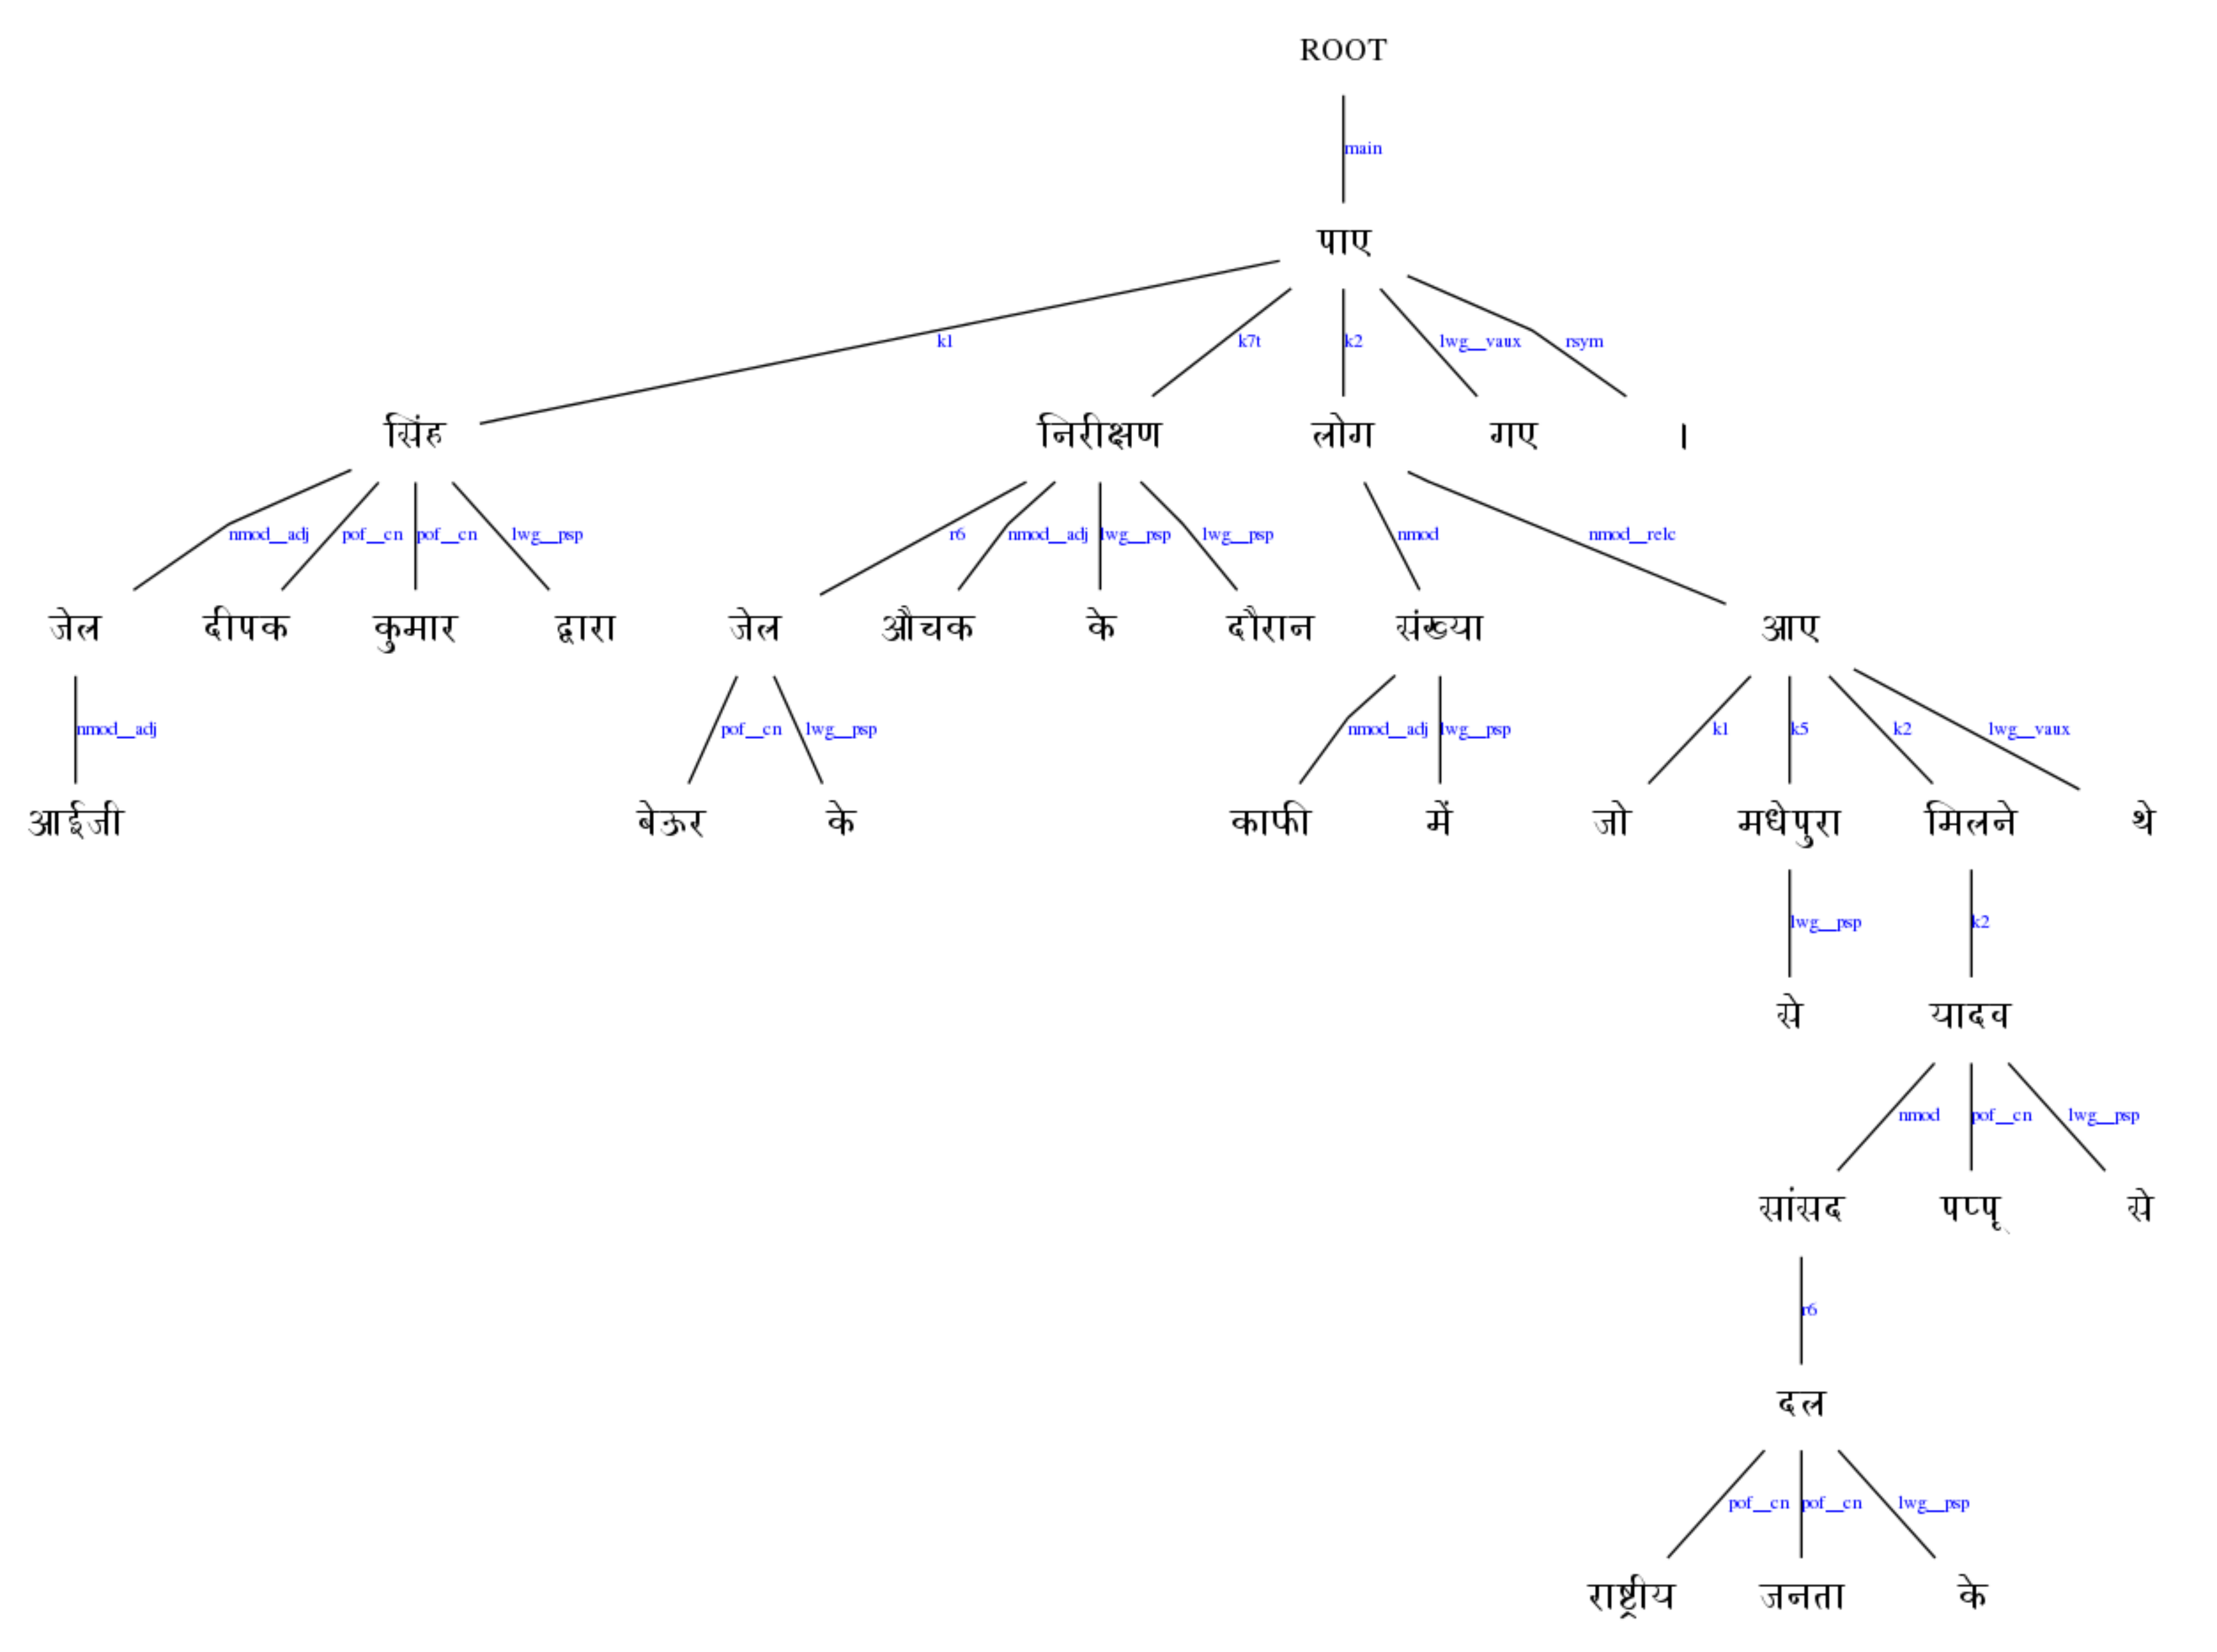 ROOT
main
पाए
k1 k7t k2 lwg__vaux rsym
सिंह निरीक्षण लोग गए ।
nmod__adj pof__cn pof__cn lwg__psp r6 nmod__adj lwg__psp lwg__psp nmod nmod__relc
जेल दीपक कुमार द्वारा जेल औचक के दौरान संख्या आए
nmod__adj pof__cn lwg__psp nmod__adj lwg__psp k1 k5 k2 lwg__vaux
आईजी बेऊर के काफी में जो मधेपुरा मिलने थे
lwg__psp k2
से यादव
nmod pof__cn lwg__psp
सांसद पप्पू से
r6
दल
pof__cn pof__cn lwg__psp
राष्ट्रीय जनता के